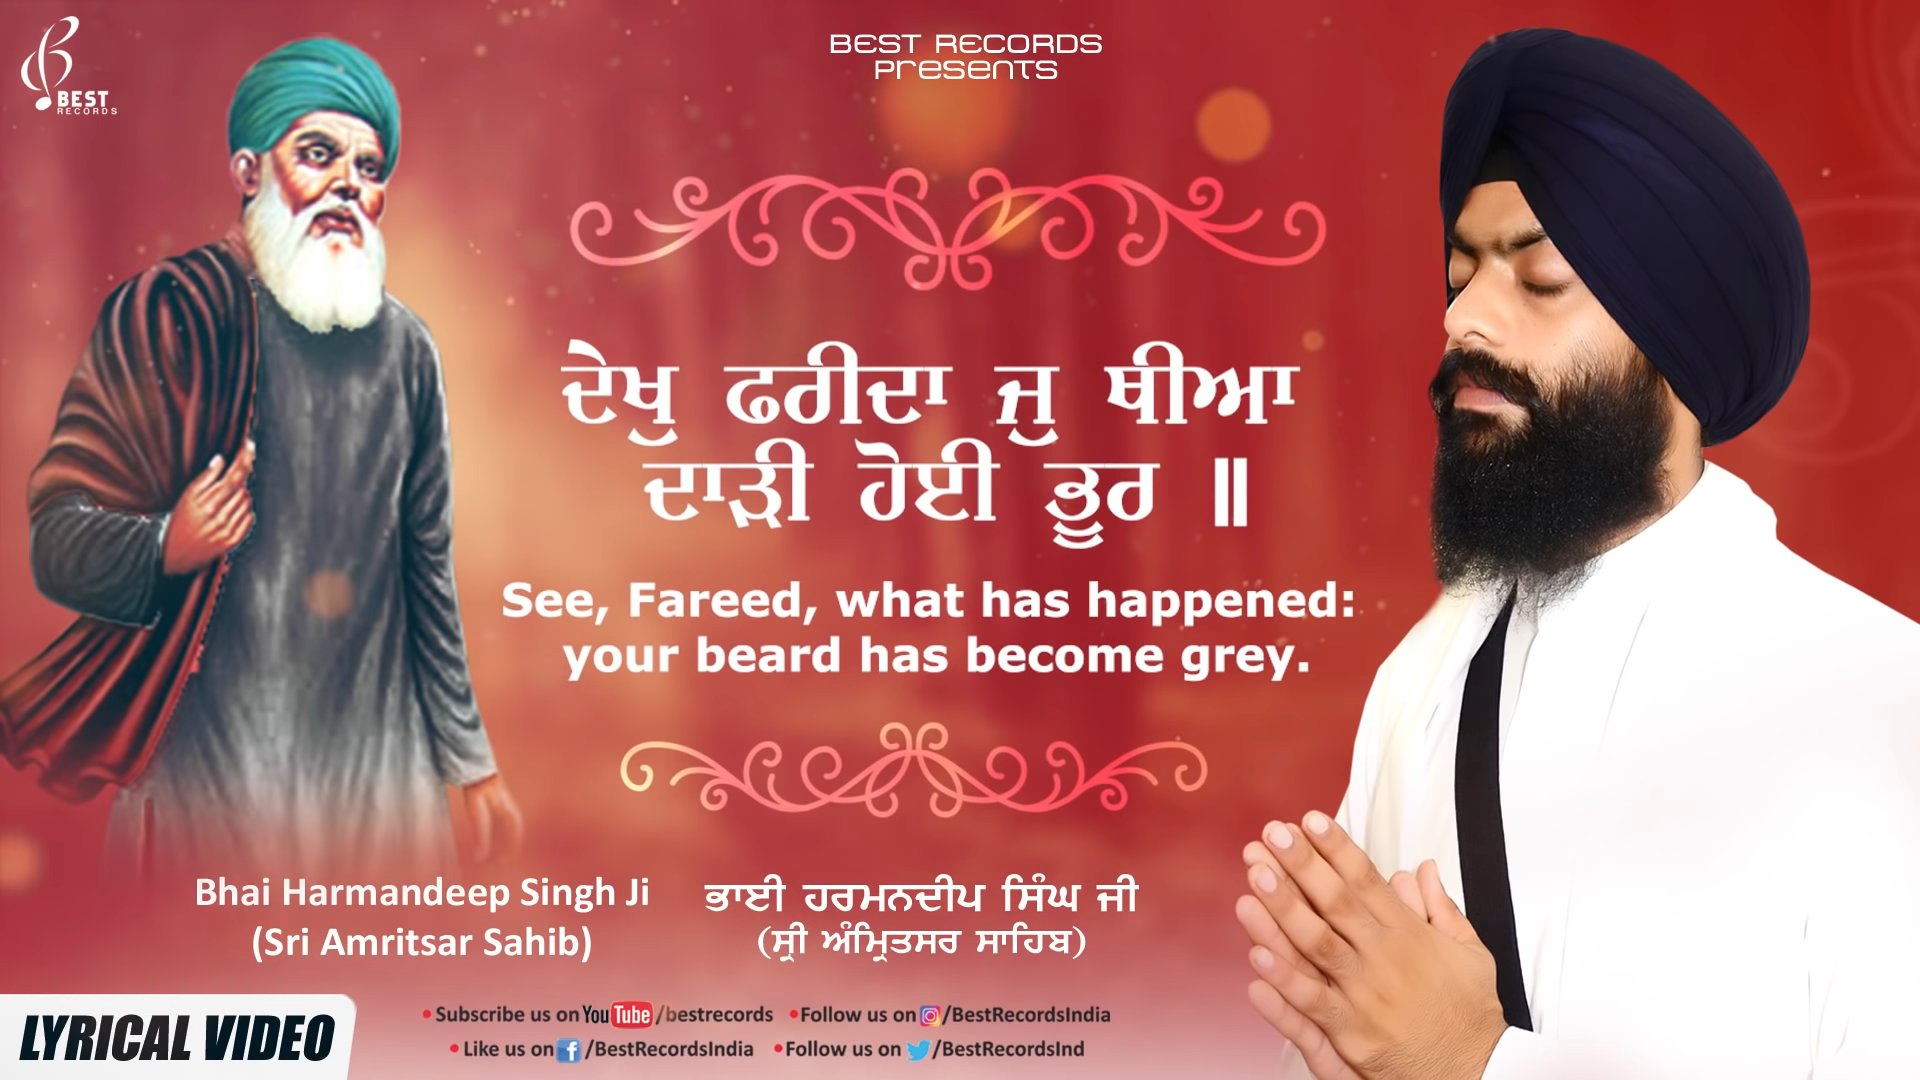 BEST
RECORDS
BEST RECORDS
Presents
ਦੇਖੁ ਫਰੀਦਾ ਜੁ ਥੀਆ
ਦਾੜੀ ਹੋਈ ਭੂਰ ॥
See, Fareed, what has happened:
your beard has become grey.
Bhai Harmandeep Singh Ji
(Sri Amritsar Sahib)
ਭਾਈ ਹਰਮਨਦੀਪ ਸਿੰਘ ਜੀ
(ਸ੍ਰੀ ਅੰਮ੍ਰਿਤਸਰ ਸਾਹਿਬ)
LYRICAL VIDEO
• Subscribe us on YouTube /bestrecords • Follow us on /BestRecordsIndia
• Like us on f /BestRecordsIndia • Follow us on /BestRecordsInd